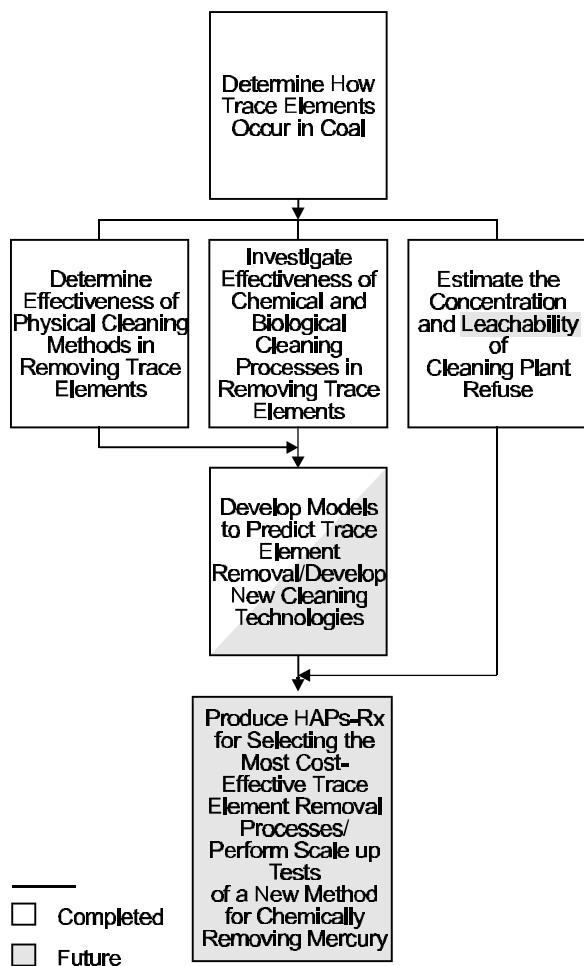 Determine How
Trace Elements
Occur in Coal
Determine
Effectiveness of
Physical Cleaning
Methods in
Removing Trace
Elements
Investigate
Effectiveness of
Chemical and
Biological
Cleaning
Processes in
Removing Trace
Elements
Estimate the
Concentration
and Leachability
of
Cleaning Plant
Refuse
Develop Models
to Predict Trace
Element
Removal/Develop
New Cleaning
Technologies
Produce HAPs-Rx
for Selecting the
Most Cost-
Effective Trace
Element Removal
Processes/
Perform Scale up
Tests
of a New Method
for Chemically
Removing Mercury
Completed
Future